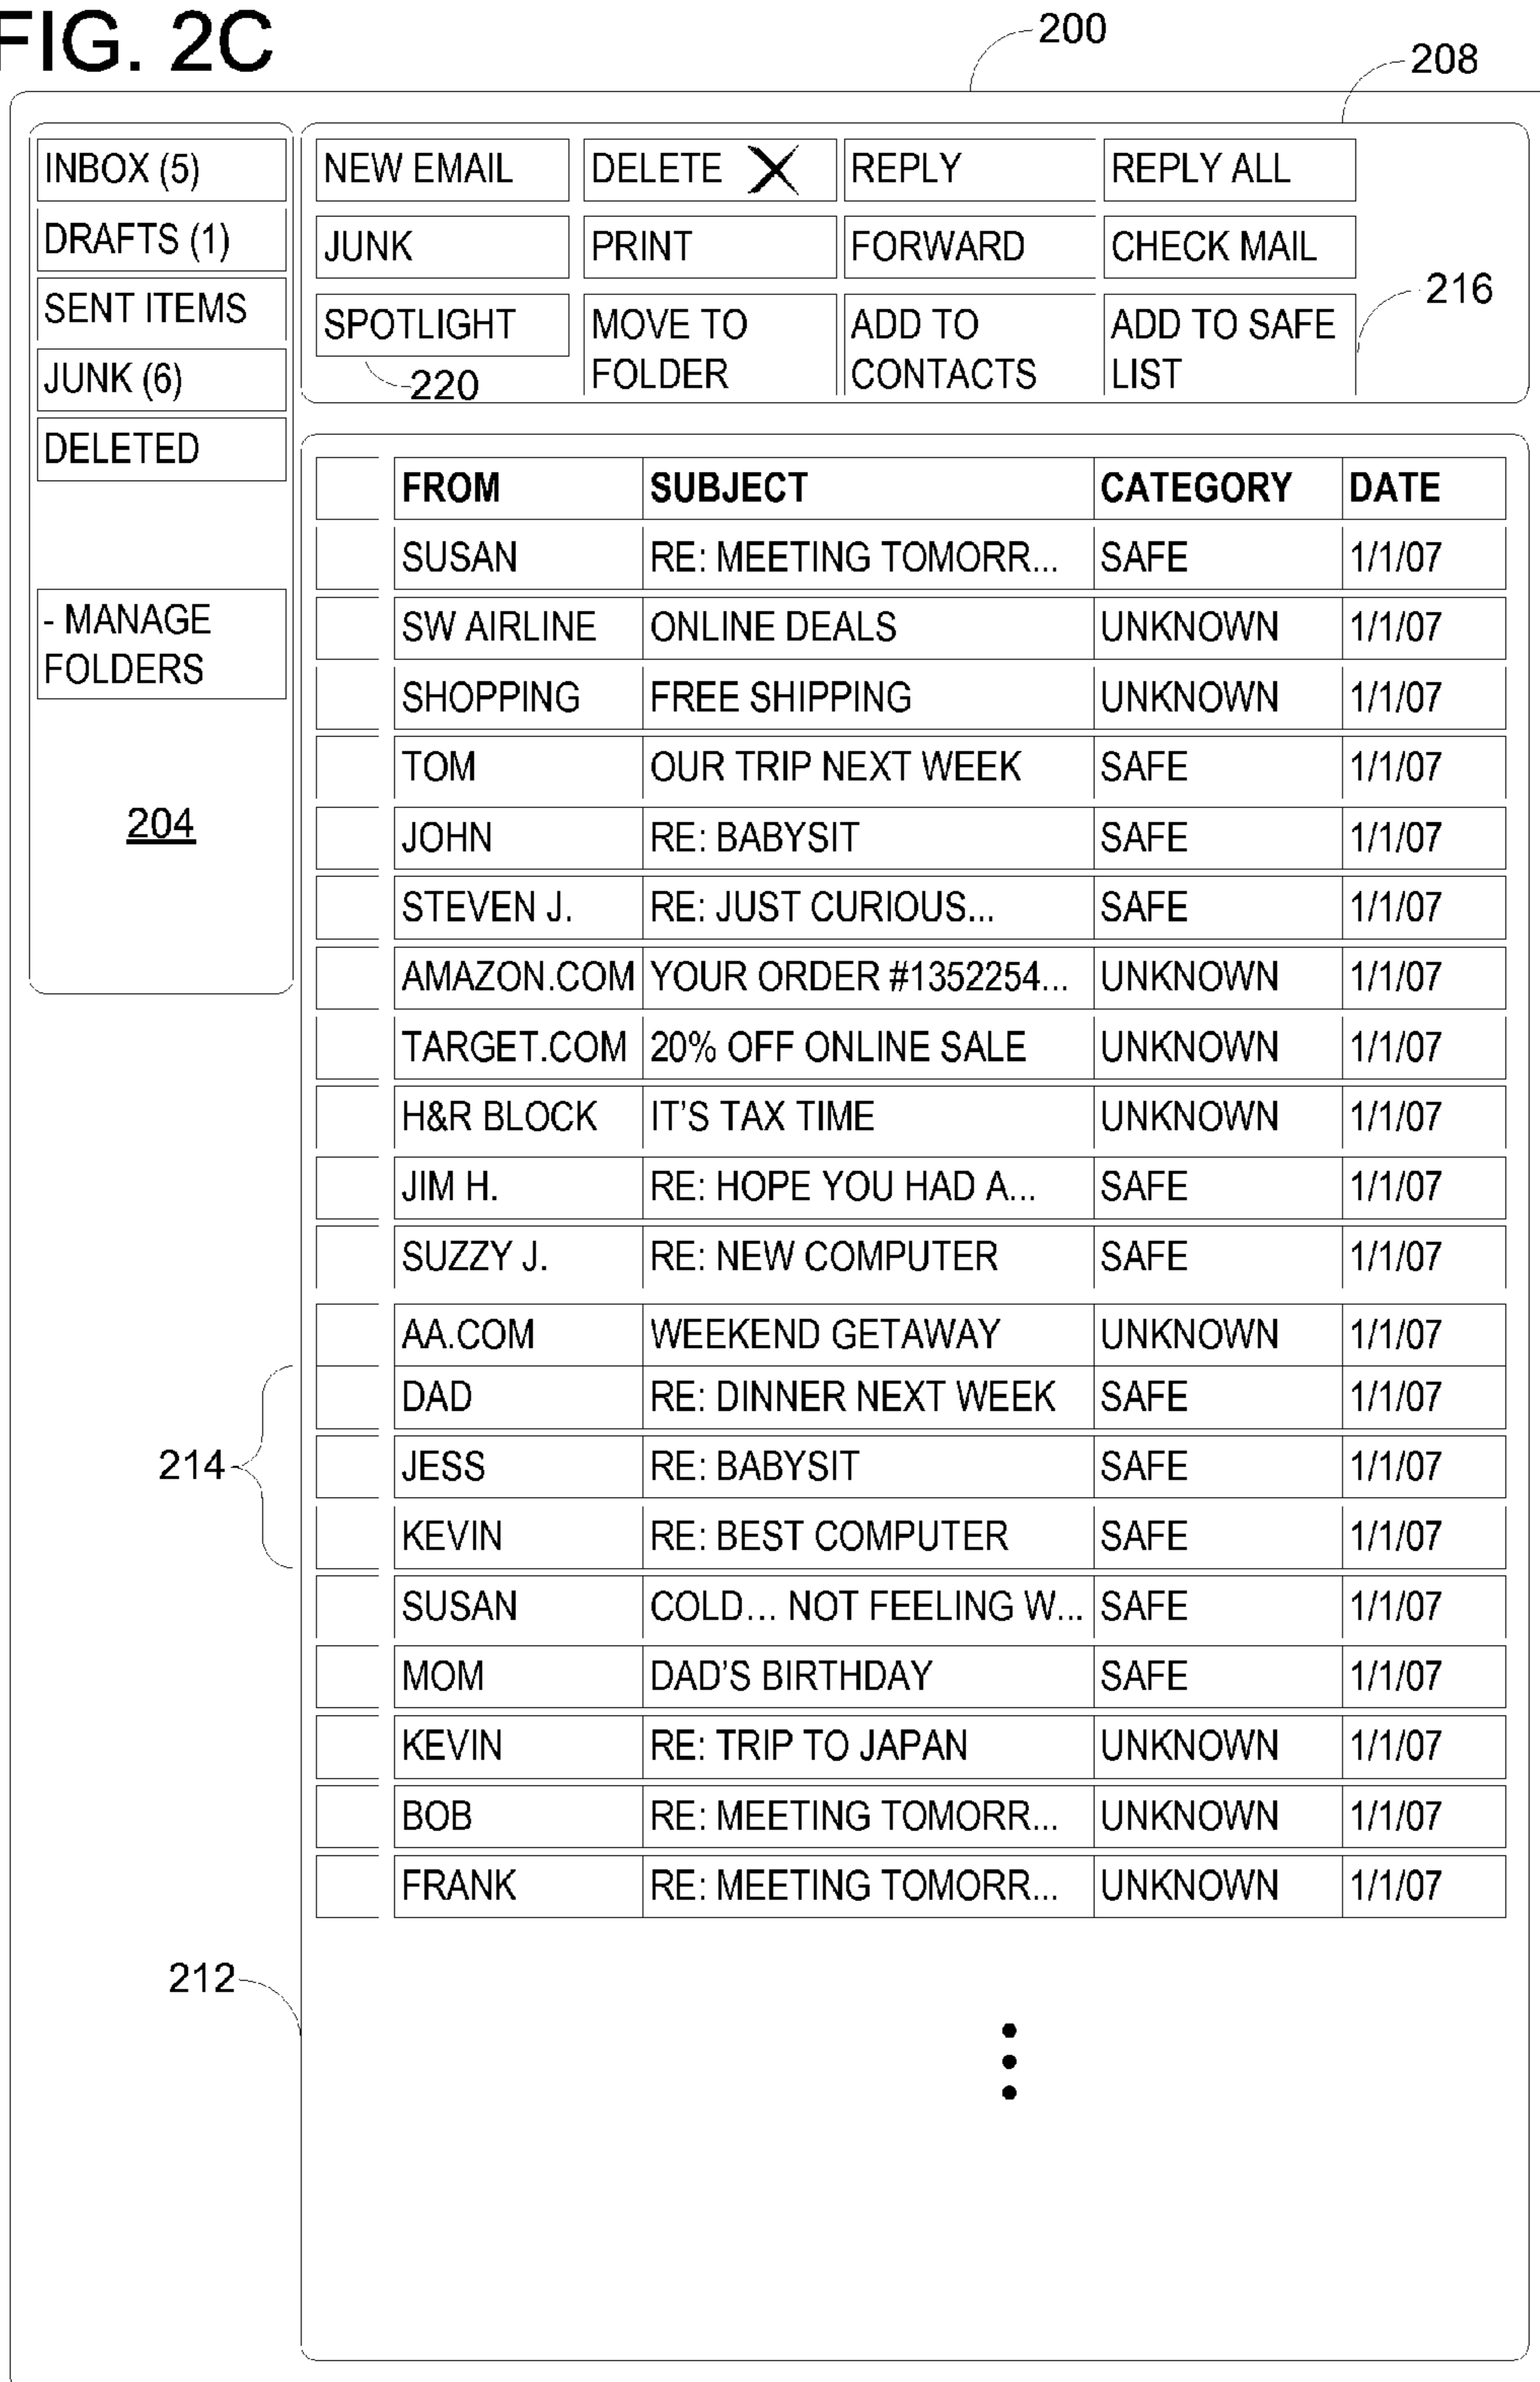 FIG. 2C
200
208
INBOX (5)
DRAFTS (1)
SENT ITEMS
JUNK (6)
DELETED
- MANAGE
FOLDERS
204
NEW EMAIL
DELETE
REPLY
REPLY ALL
JUNK
PRINT
FORWARD
CHECK MAIL
SPOTLIGHT
MOVE TO
FOLDER
ADD TO
CONTACTS
ADD TO SAFE
LIST
216
220
FROM SUBJECT CATEGORY DATE
SUSAN RE: MEETING TOMORR... SAFE 1/1/07
SW AIRLINE ONLINE DEALS UNKNOWN 1/1/07
SHOPPING FREE SHIPPING UNKNOWN 1/1/07
TOM OUR TRIP NEXT WEEK SAFE 1/1/07
JOHN RE: BABYSIT SAFE 1/1/07
STEVEN J. RE: JUST CURIOUS... SAFE 1/1/07
AMAZON.COM YOUR ORDER #1352254... UNKNOWN 1/1/07
TARGET.COM 20% OFF ONLINE SALE UNKNOWN 1/1/07
H&R BLOCK IT'S TAX TIME UNKNOWN 1/1/07
JIM H. RE: HOPE YOU HAD A... SAFE 1/1/07
SUZZY J. RE: NEW COMPUTER SAFE 1/1/07
AA.COM WEEKEND GETAWAY UNKNOWN 1/1/07
DAD RE: DINNER NEXT WEEK SAFE 1/1/07
JESS RE: BABYSIT SAFE 1/1/07
KEVIN RE: BEST COMPUTER SAFE 1/1/07
SUSAN COLD... NOT FEELING W... SAFE 1/1/07
MOM DAD'S BIRTHDAY SAFE 1/1/07
KEVIN RE: TRIP TO JAPAN UNKNOWN 1/1/07
BOB RE: MEETING TOMORR... UNKNOWN 1/1/07
FRANK RE: MEETING TOMORR... UNKNOWN 1/1/07
214
212